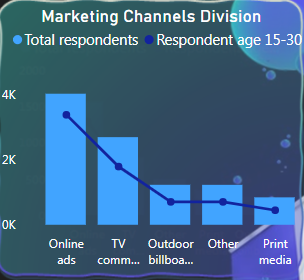 Marketing Channels Division
Total respondents Respondent age 15-30
4K
2K
0K
Online ads
TV comm...
Outdoor billboa...
Other
Print media